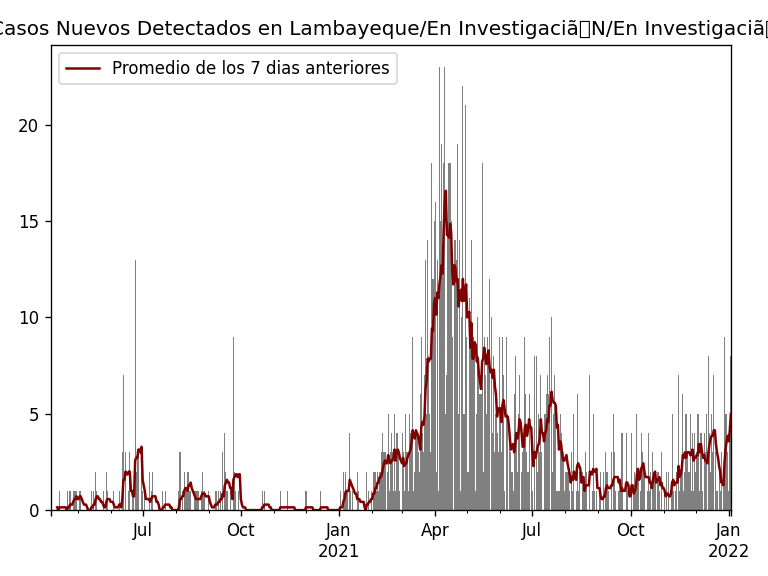 Casos Nuevos Detectados en Lambayeque/En Investigaciã▯N/En Investigaciã▯
Promedio de los 7 dias anteriores
20
15
10
5
0
Jul Oct Jan Apr Jul Oct Jan
2021 2022